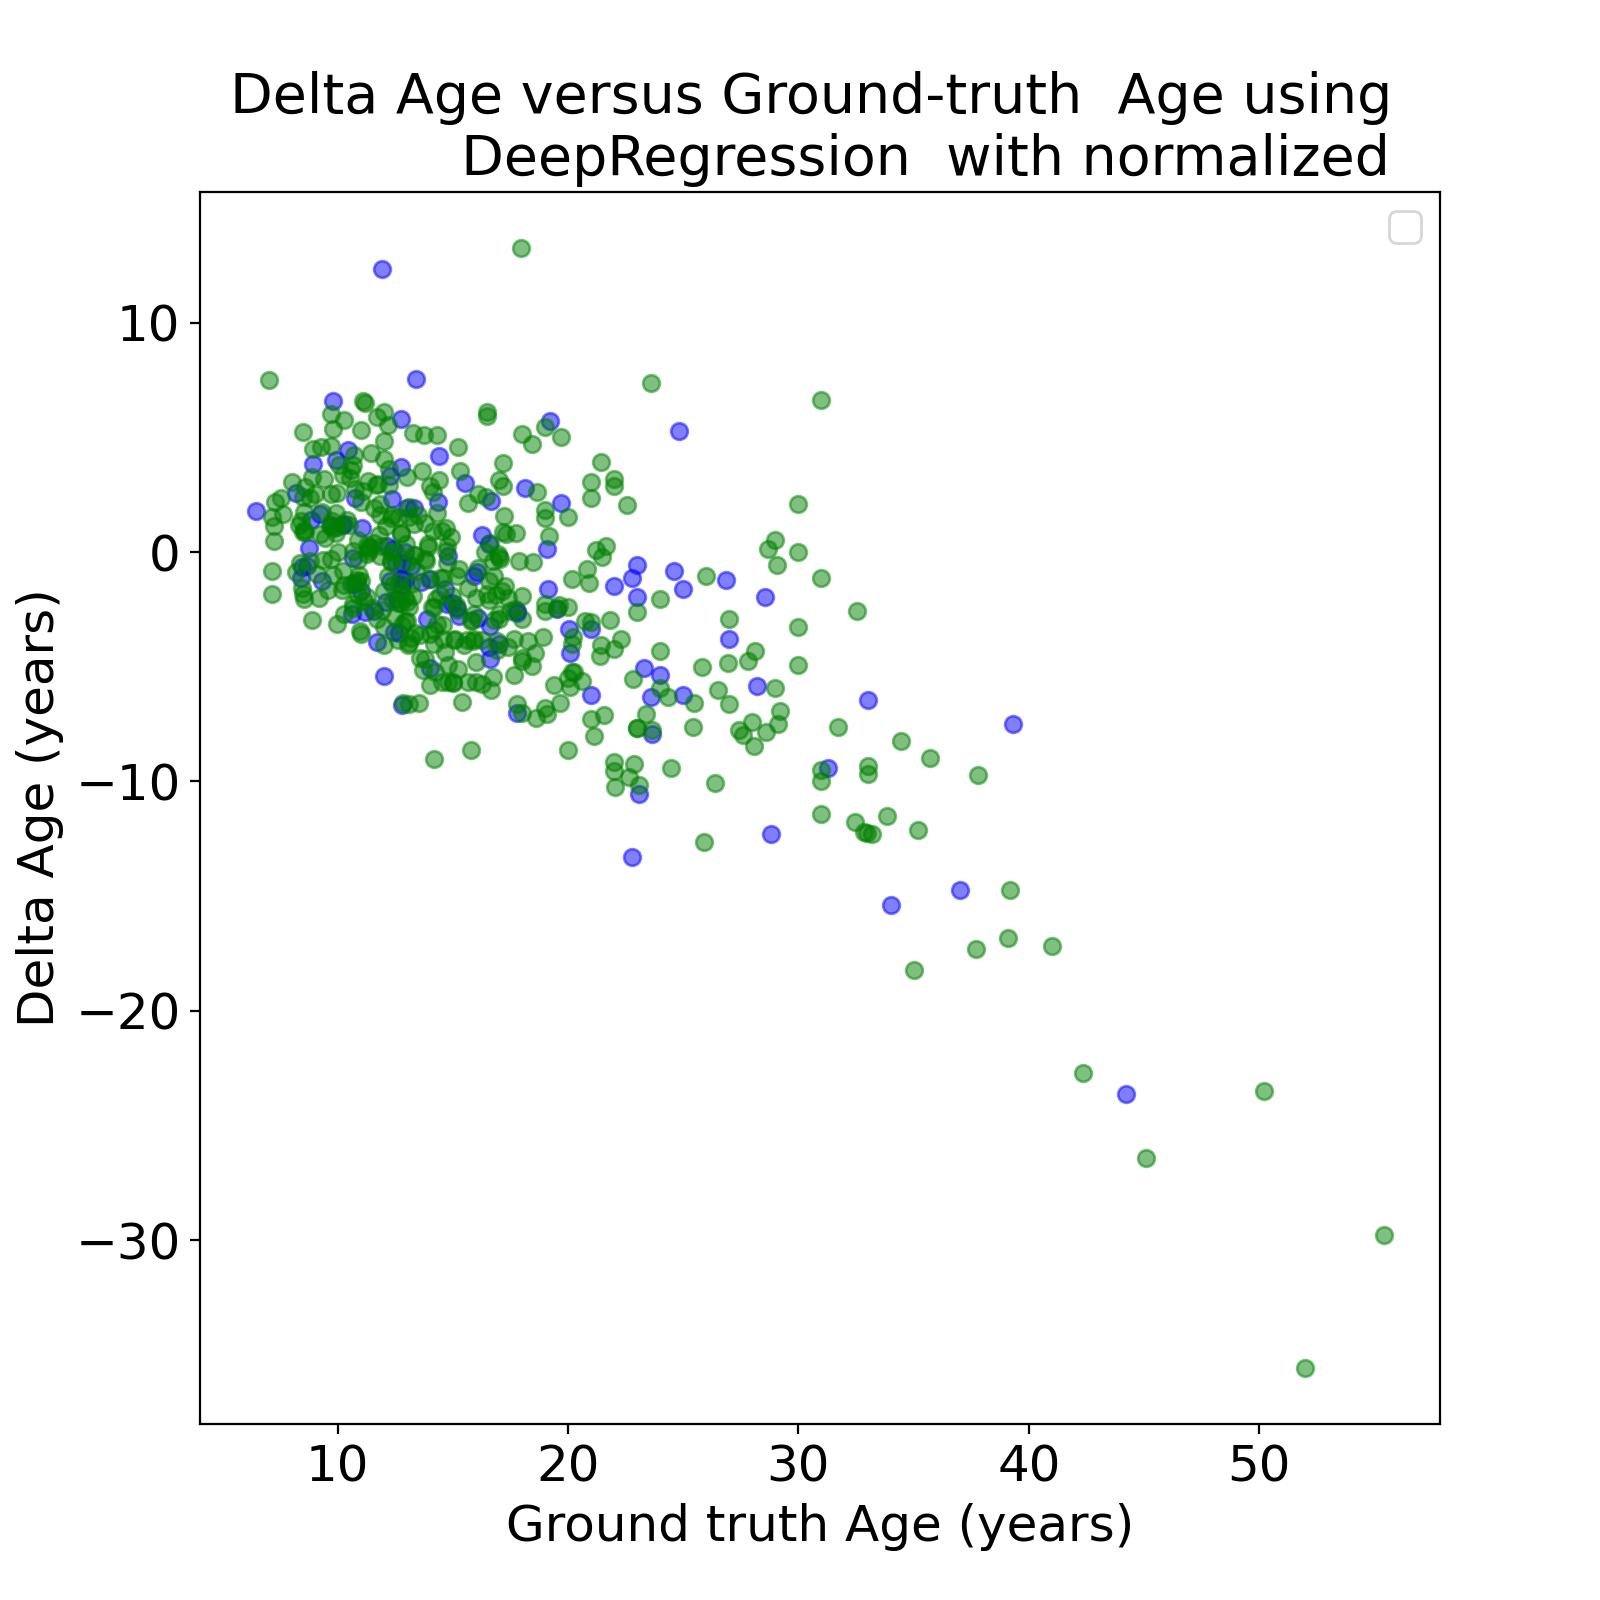 Delta Age versus Ground-truth  Age using
DeepRegression  with normalized
10
0
−10
−20
−30
Delta Age (years)
10 20 30 40 50
Ground truth Age (years)